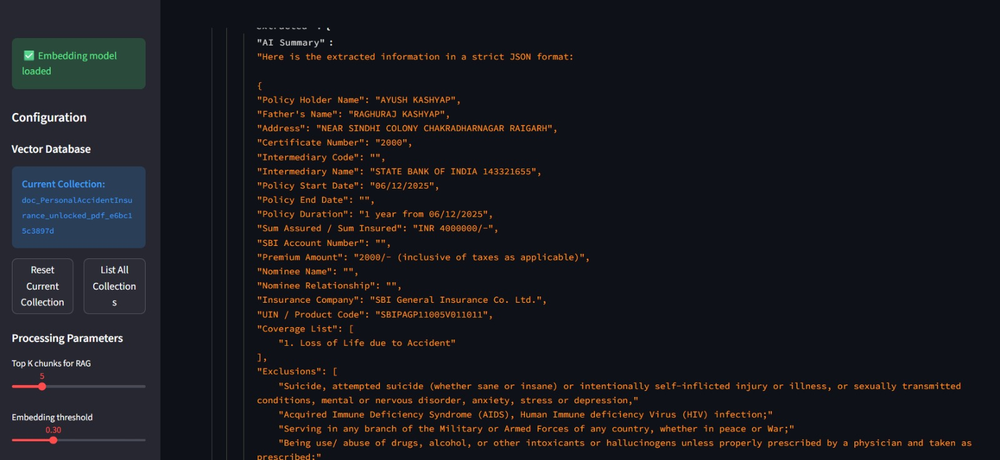 ✅ Embedding model
loaded
Configuration
Vector Database
Current Collection:
doc_PersonalAccidentInsu
rance_unlocked_pdf_e6bc1
5c3897d
Reset
Current
Collection
List All
Collection
s
Processing Parameters
Top K chunks for RAG
5
Embedding threshold
0.30
"extracted" : {
"AI Summary" :
"Here is the extracted information in a strict JSON format:
{
"Policy Holder Name": "AYUSH KASHYAP",
"Father's Name": "RAGHURAJ KASHYAP",
"Address": "NEAR SINDHI COLONY CHAKRADHARNAGAR RAIGARH",
"Certificate Number": "2000",
"Intermediary Code": "",
"Intermediary Name": "STATE BANK OF INDIA 143321655",
"Policy Start Date": "06/12/2025",
"Policy End Date": "",
"Policy Duration": "1 year from 06/12/2025",
"Sum Assured / Sum Insured": "INR 4000000/-",
"SBI Account Number": "",
"Premium Amount": "2000/- (inclusive of taxes as applicable)",
"Nominee Name": "",
"Nominee Relationship": "",
"Insurance Company": "SBI General Insurance Co. Ltd.",
"UIN / Product Code": "SBIPAGP11005V011011",
"Coverage List": [
"1. Loss of Life due to Accident"
],
"Exclusions": [
"Suicide, attempted suicide (whether sane or insane) or intentionally self-inflicted injury or illness, or sexually transmitted
conditions, mental or nervous disorder, anxiety, stress or depression,"
"Acquired Immune Deficiency Syndrome (AIDS), Human Immune deficiency Virus (HIV) infection;"
"Serving in any branch of the Military or Armed Forces of any country, whether in peace or War;"
"Being use/ abuse of drugs, alcohol, or other intoxicants or hallucinogens unless properly prescribed by a physician and taken as
prescribed;"